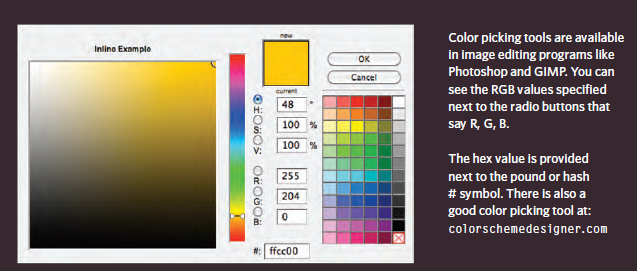 Inline Example
new
current
OK
Cancel
H: 48 °
S: 100 %
V: 100 %
R: 255
G: 204
B: 0
#: ffcc00
Color picking tools are available
in image editing programs like
Photoshop and GIMP. You can
see the RGB values specified
next to the radio buttons that
say R, G, B.
The hex value is provided
next to the pound or hash
# symbol. There is also a
good color picking tool at:
colorschemedesigner.com